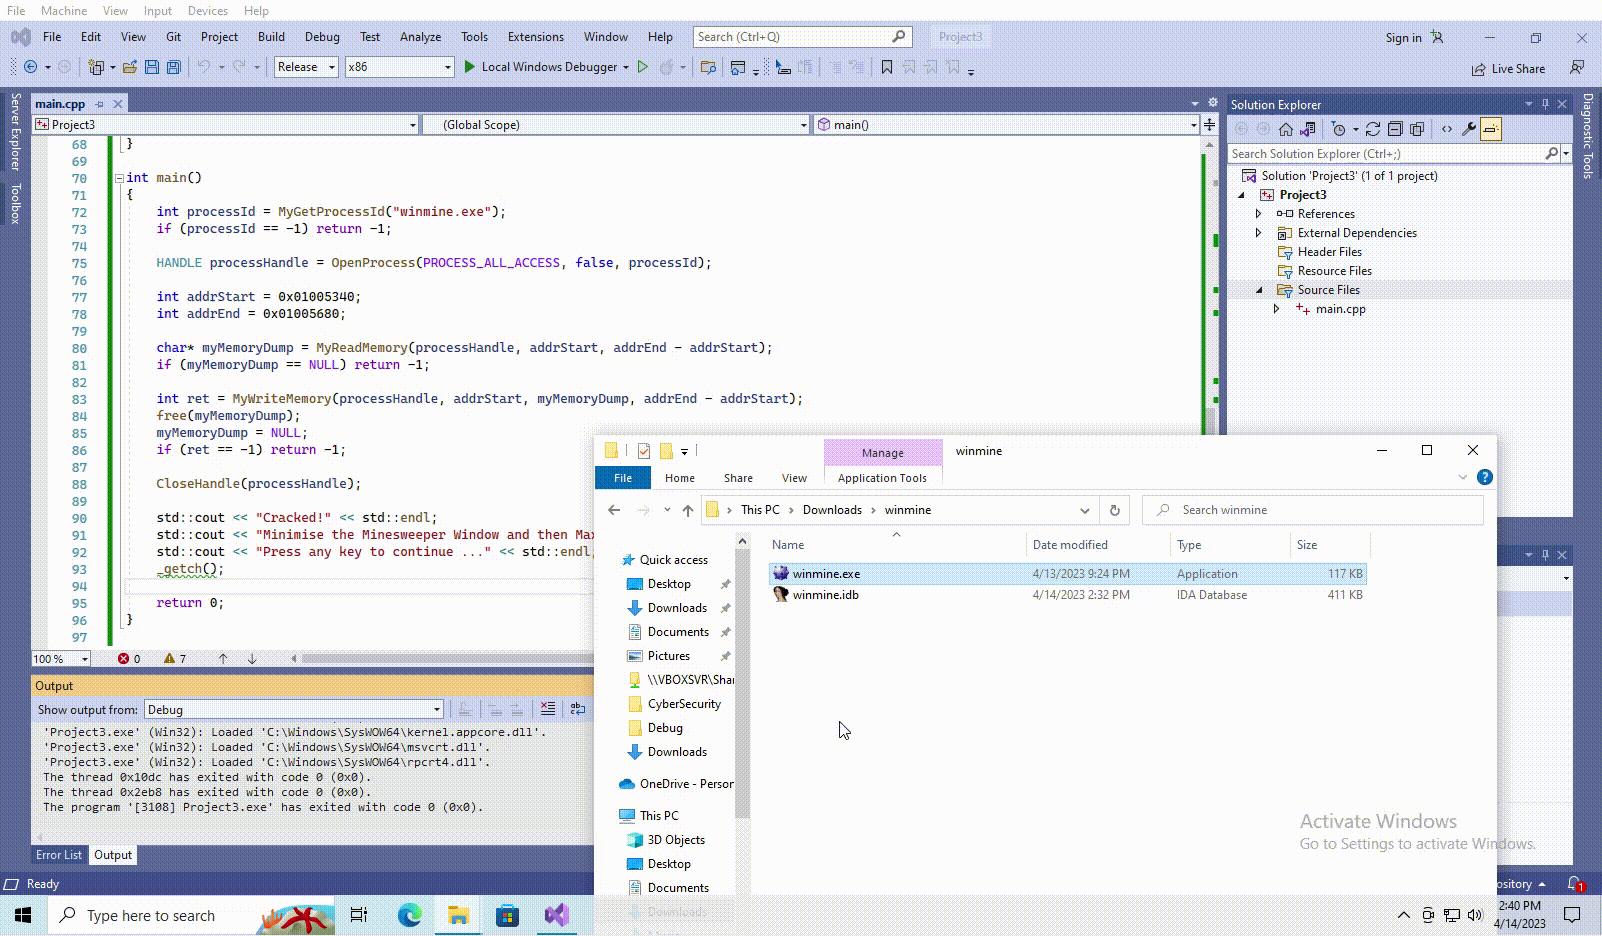 File Machine View Input Devices Help
File Edit View Git Project Build Debug Test Analyze Tools Extensions Window Help Search (Ctrl+Q) Project3 Sign in
Release x86 Local Windows Debugger Live Share
Server Explorer
Toolbox
main.cpp
Project3 (Global Scope) main()
68 }
69
70 int main()
71 {
72 int processId = MyGetProcessId("winmine.exe");
73 if (processId == -1) return -1;
74
75 HANDLE processHandle = OpenProcess(PROCESS_ALL_ACCESS, false, processId);
76
77 int addrStart = 0x01005340;
78 int addrEnd = 0x01005680;
79
80 char* myMemoryDump = MyReadMemory(processHandle, addrStart, addrEnd - addrStart);
81 if (myMemoryDump == NULL) return -1;
82
83 int ret = MyWriteMemory(processHandle, addrStart, myMemoryDump, addrEnd - addrStart);
84 free(myMemoryDump);
85 myMemoryDump = NULL;
86 if (ret == -1) return -1;
87
88 CloseHandle(processHandle);
89
90 std::cout << "Cracked!" << std::endl;
91 std::cout << "Minimise the Minesweeper Window and then Max
92 std::cout << "Press any key to continue ..." << std::endl;
93 _getch();
94
95 return 0;
96 }
97
100 % 0 7
Output
Show output from: Debug
'Project3.exe' (Win32): Loaded 'C:\Windows\SysWOW64\kernel.appcore.dll'.
'Project3.exe' (Win32): Loaded 'C:\Windows\SysWOW64\msvcrt.dll'.
'Project3.exe' (Win32): Loaded 'C:\Windows\SysWOW64\rpcrt4.dll'.
The thread 0x10dc has exited with code 0 (0x0).
The thread 0x2eb8 has exited with code 0 (0x0).
The program '[3108] Project3.exe' has exited with code 0 (0x0).
Error List Output
Ready
Solution Explorer
Search Solution Explorer (Ctrl+;)
Solution 'Project3' (1 of 1 project)
Project3
References
External Dependencies
Header Files
Resource Files
Source Files
main.cpp
Diagnostic Tools
Manage winmine
File Home Share View Application Tools
This PC Downloads winmine Search winmine
Name Date modified Type Size
winmine.exe 4/13/2023 9:24 PM Application 117 KB
winmine.idb 4/14/2023 2:32 PM IDA Database 411 KB
Quick access
Desktop
Downloads
Documents
Pictures
\\VBOXSVR\Shar
CyberSecurity
Debug
Downloads
OneDrive - Person
This PC
3D Objects
Desktop
Documents
Downloads
Activate Windows
Go to Settings to activate Windows.
ository 1
Type here to search
2:40 PM
4/14/2023